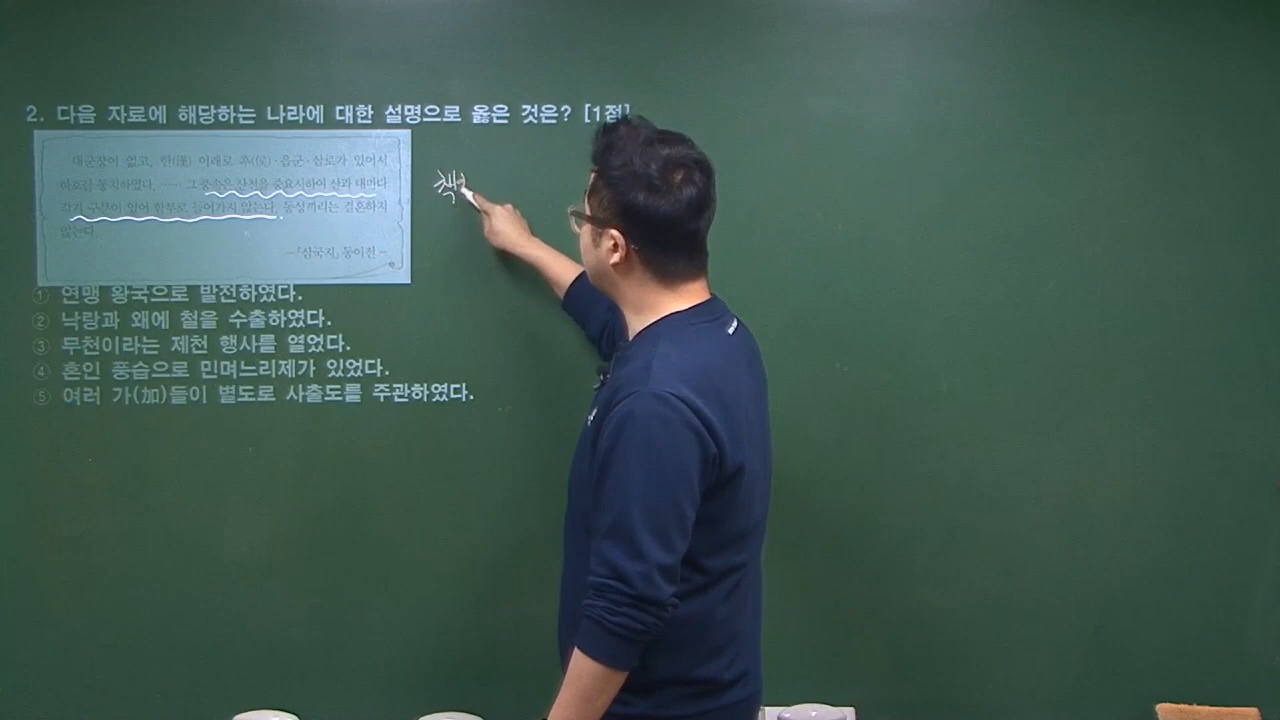 2. 다음 자료에 해당하는 나라에 대한 설명으로 옳은 것은? [1점]
대군장이 없고, 한(漢) 이래로 후(侯)·읍군·삼로가 있어서
하호를 통치하였다. …… 그 풍속은 산천을 중요시하여 산과 내마다
각기 구분이 있어 함부로 들어가지 않는다. 동성끼리는 결혼하지
않는다.
-「삼국지」 동이전-
책
① 연맹 왕국으로 발전하였다.
② 낙랑과 왜에 철을 수출하였다.
③ 무천이라는 제천 행사를 열었다.
④ 혼인 풍습으로 민며느리제가 있었다.
⑤ 여러 가(加)들이 별도로 사출도를 주관하였다.